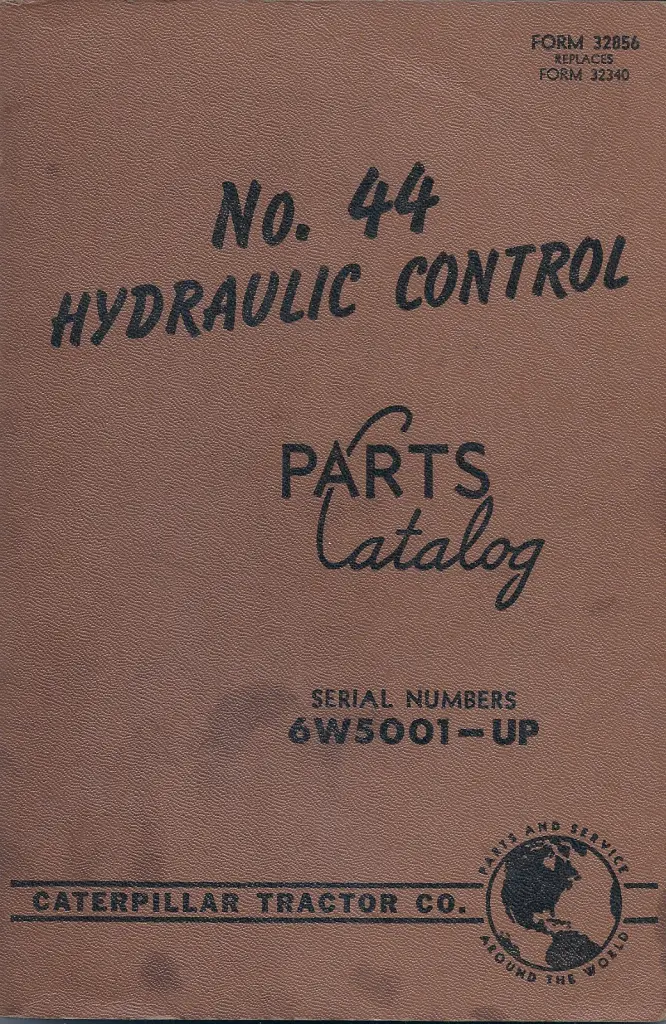 FORM 32856
REPLACES
FORM 32340
No. 44
HYDRAULIC CONTROL
PARTS
Catalog
SERIAL NUMBERS
6W5001-UP
CATERPILLAR TRACTOR CO.
PARTS AND SERVICE
AROUND THE WORLD